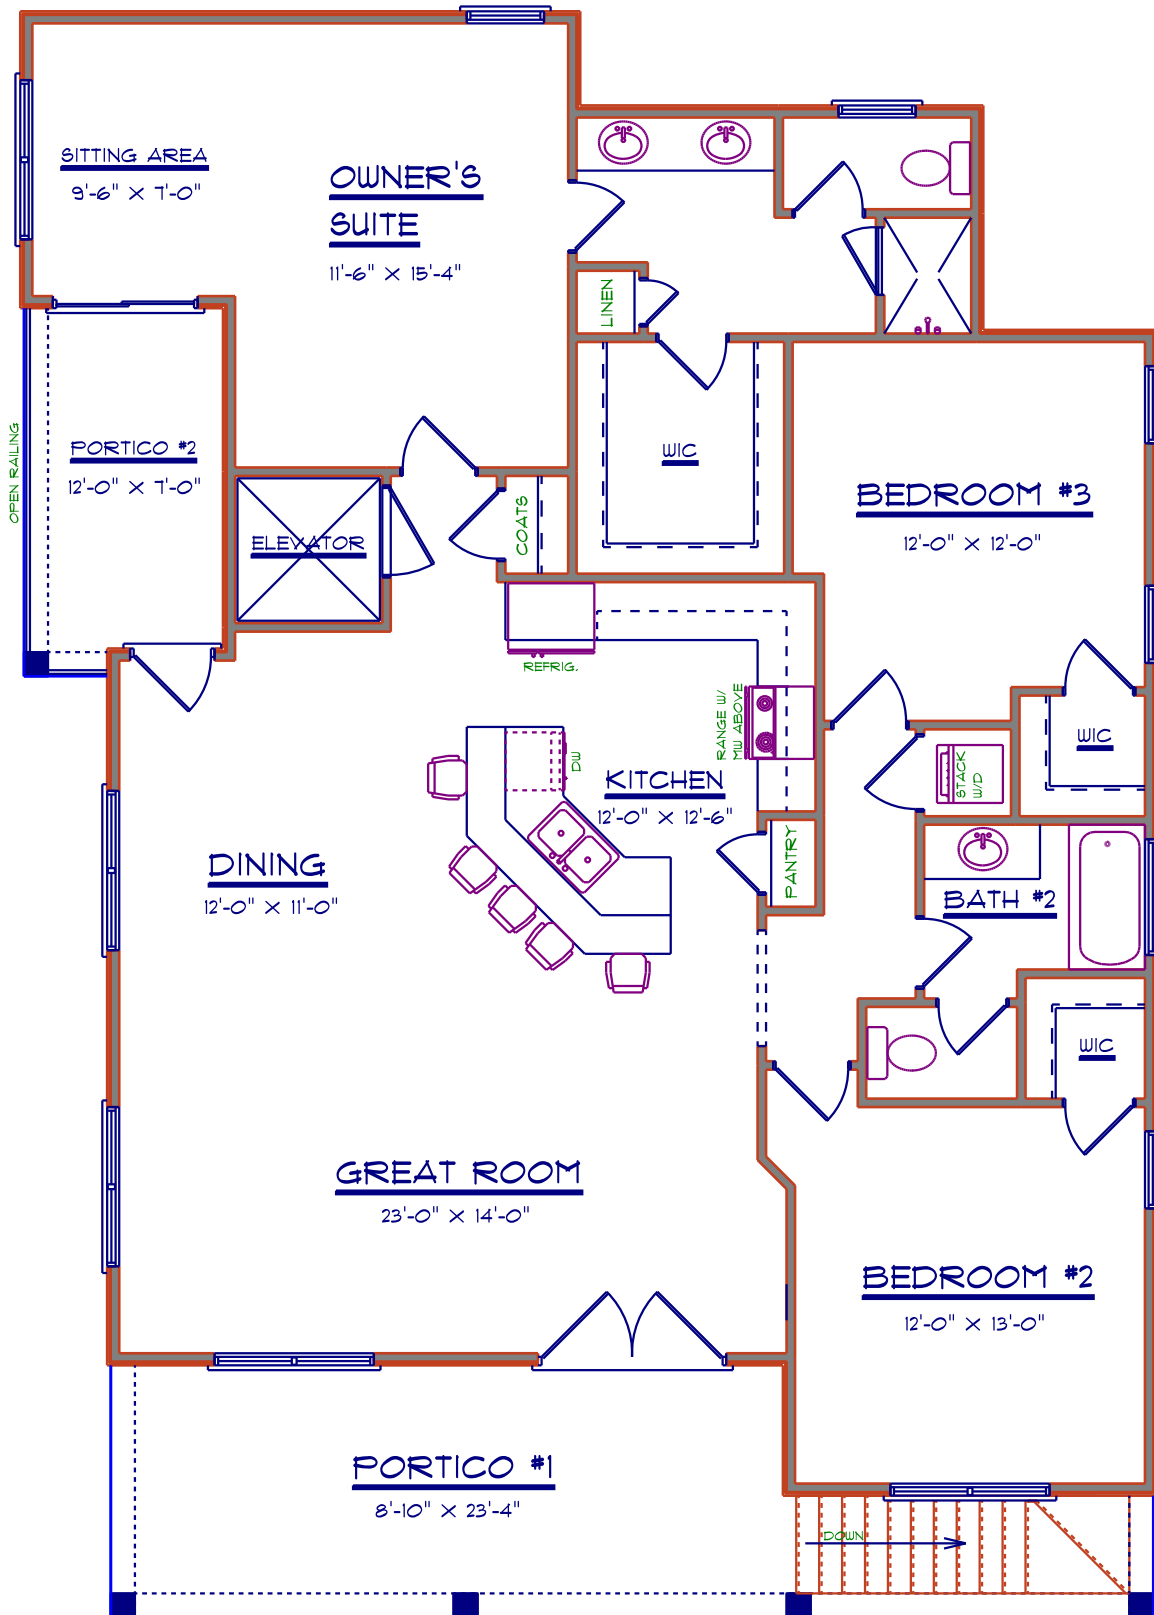 SITTING AREA
9'-6" X 7'-0"
OWNER'S
SUITE
11'-6" X 15'-4"
LINEN
OPEN RAILING
PORTICO #2
12'-0" X 7'-0"
ELEVATOR
COATS
WIC
BEDROOM #3
12'-0" X 12'-0"
REFRIG.
RANGE W/
MW ABOVE
DW
KITCHEN
12'-0" X 12'-6"
STACK
W/D
WIC
PANTRY
DINING
12'-0" X 11'-0"
BATH #2
WIC
GREAT ROOM
23'-0" X 14'-0"
BEDROOM #2
12'-0" X 13'-0"
PORTICO #1
8'-10" X 23'-4"
DOWN